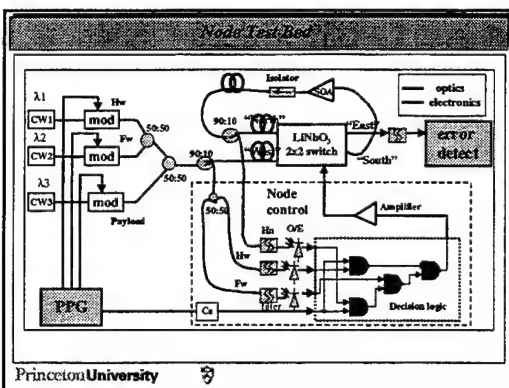 Node Test Bed
λ1
CW1
mod
Hw
λ2
CW2
mod
Fw
50:50
λ3
CW3
mod
Payload
50:50
90:10
90:10
Isolator
SOA
LiNbO3
2x2 switch
"East"
"South"
optics
electronics
error
detect
50:50
Node
control
Amplifier
Hn
O/E
Hw
Fw
filter
Decision logic
PPG
Cs
Princeton University